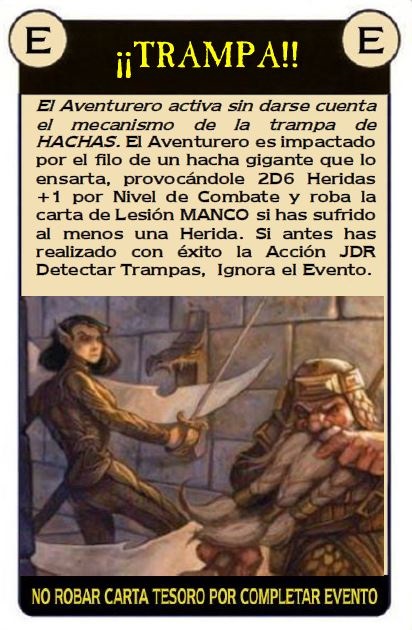 E E
¡¡TRAMPA!!
El Aventurero activa sin darse cuenta
el mecanismo de la trampa de
HACHAS. El Aventurero es impactado
por el filo de un hacha gigante que lo
ensarta, provocándole 2D6 Heridas
+1 por Nivel de Combate y roba la
carta de Lesión MANCO si has sufrido
al menos una Herida. Si antes has
realizado con éxito la Acción JDR
Detectar Trampas, Ignora el Evento.
NO ROBAR CARTA TESORO POR COMPLETAR EVENTO